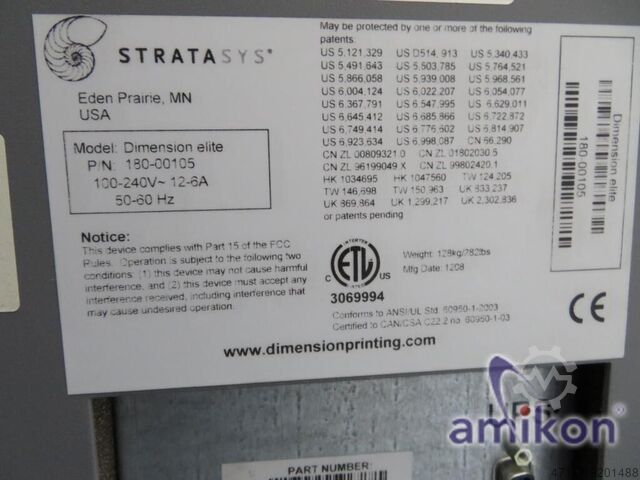 STRATASYS®
Eden Prairie, MN
USA
Model: Dimension elite
P/N: 180-00105
100-240V~ 12-6A
50-60 Hz
May be protected by one or more of the following
patents:
US 5,121,329 US D514, 913 US 5,340,433
US 5,491,643 US 5,503,785 US 5,764,521
US 5,866,058 US 5,939,008 US 5,968,561
US 6,004,124 US 6,022,207 US 6,054,077
US 6,367,791 US 6,547,995 US 6,629,011
US 6,645,412 US 6,685,866 US 6,722,872
US 6,749,414 US 6,776,602 US 6,814,907
US 6,923,634 US 6,998,087 CN 66,290
CN ZL 00809321.0 CN ZL 01802030.5
CN ZL 96199049.X CN ZL 99802420.1
HK 1034695 HK 1047560 TW 124,205
TW 146,698 TW 150,963 UK 833,237
UK 869,864 UK 1,299,217 UK 2,302,836
or patents pending
Dimension elite
180-00105
Notice:
This device complies with Part 15 of the FCC
Rules. Operation is subject to the following two
conditions: (1) this device may not cause harmful
interference, and (2) this device must accept any
interference received, including interference that
may cause undesired operation.
INTERTEK
C ETL US
LISTED
3069994
Weight: 128kg/282lbs
Mfg Date: 1208
Conforms to ANSI/UL Std. 60950-1-2003
Certified to CAN/CSA C22.2 no. 60950-1-03
CE
www.dimensionprinting.com
amikon
PART NUMBER: